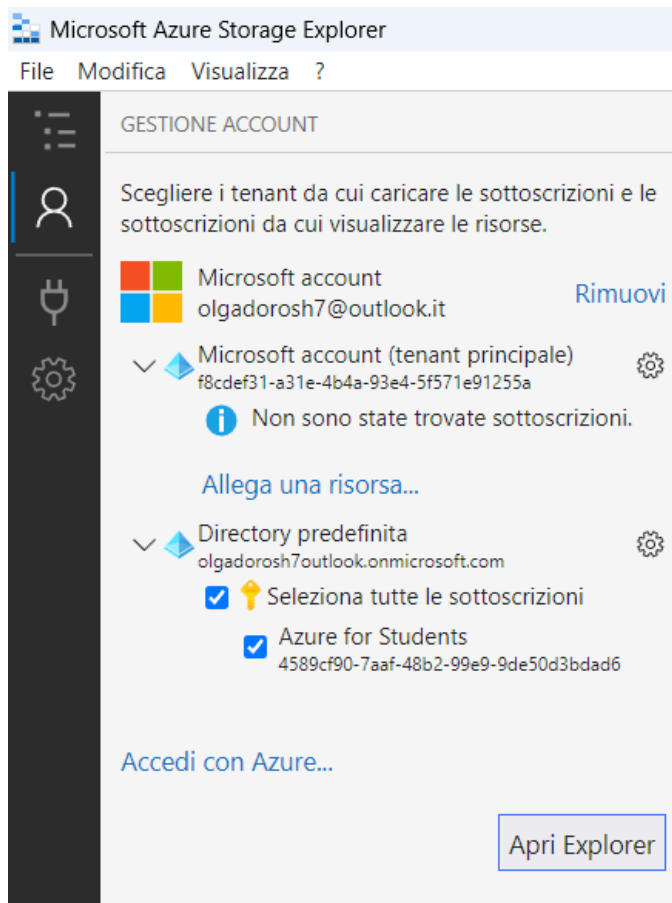 Microsoft Azure Storage Explorer
File Modifica Visualizza ?
GESTIONE ACCOUNT
Scegliere i tenant da cui caricare le sottoscrizioni e le
sottoscrizioni da cui visualizzare le risorse.
Microsoft account
olgadorosh7@outlook.it
Rimuovi
Microsoft account (tenant principale)
f8cdef31-a31e-4b4a-93e4-5f571e91255a
Non sono state trovate sottoscrizioni.
Allega una risorsa...
Directory predefinita
olgadorosh7outlook.onmicrosoft.com
Seleziona tutte le sottoscrizioni
Azure for Students
4589cf90-7aaf-48b2-99e9-9de50d3bdad6
Accedi con Azure...
Apri Explorer